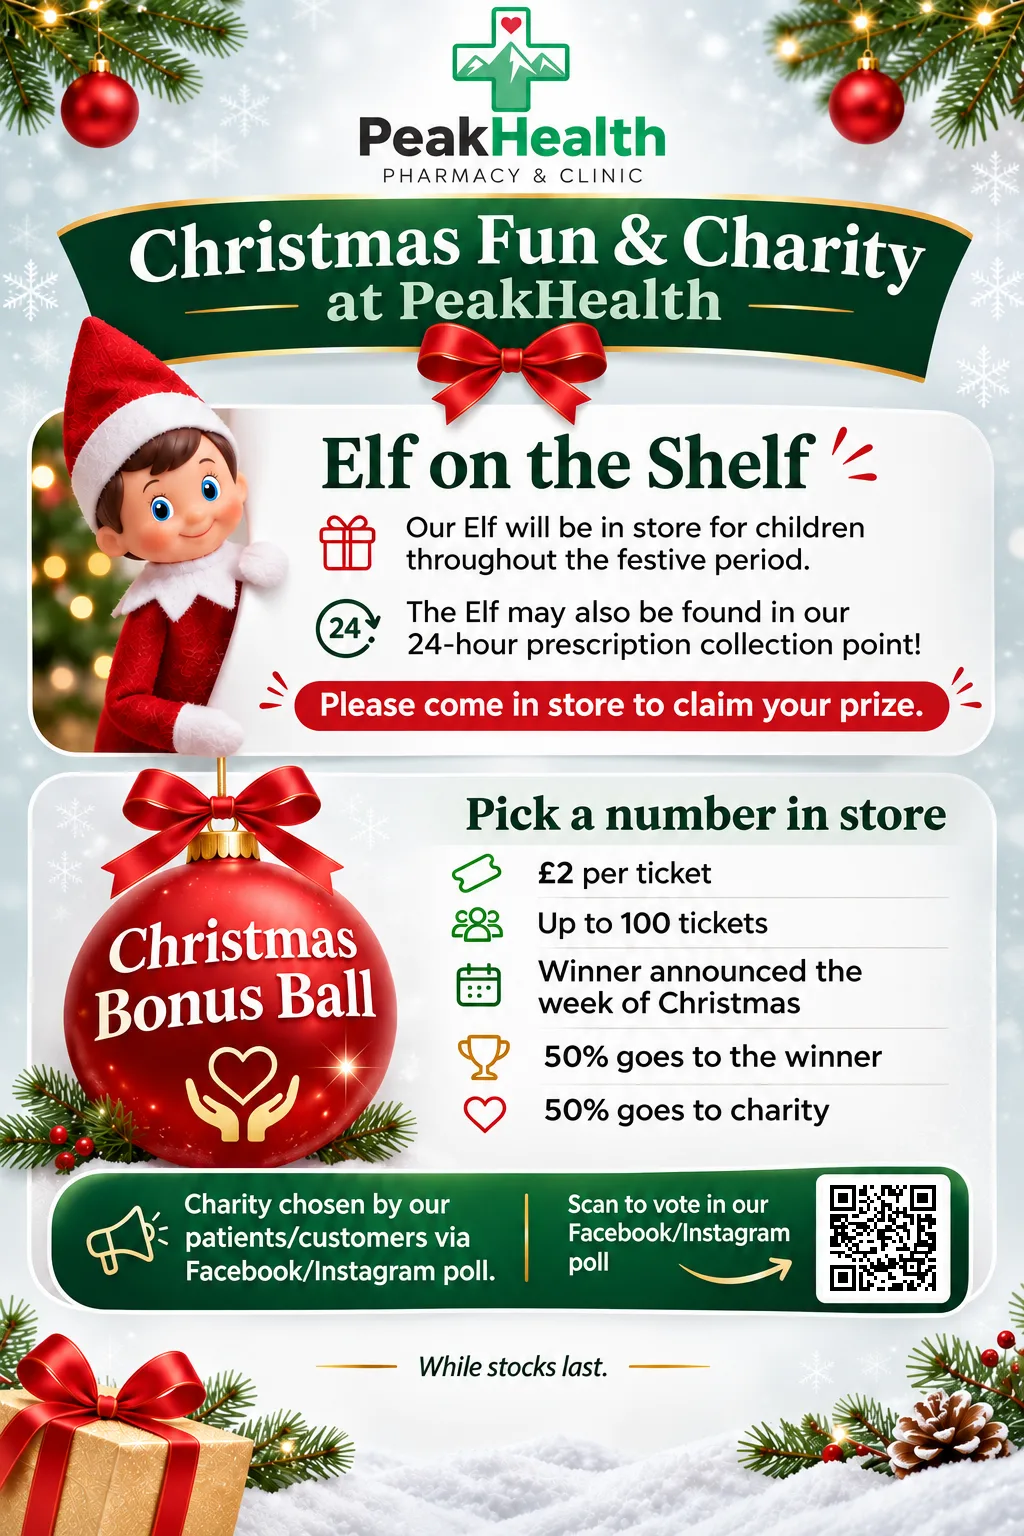 PeakHealth
PHARMACY & CLINIC
Christmas Fun & Charity
at PeakHealth
Elf on the Shelf
Our Elf will be in store for children
throughout the festive period.
24
The Elf may also be found in our
24-hour prescription collection point!
Please come in store to claim your prize.
Christmas
Bonus Ball
Pick a number in store
£2 per ticket
Up to 100 tickets
Winner announced the
week of Christmas
50% goes to the winner
50% goes to charity
Charity chosen by our
patients/customers via
Facebook/Instagram poll.
Scan to vote in our
Facebook/Instagram
poll
While stocks last.